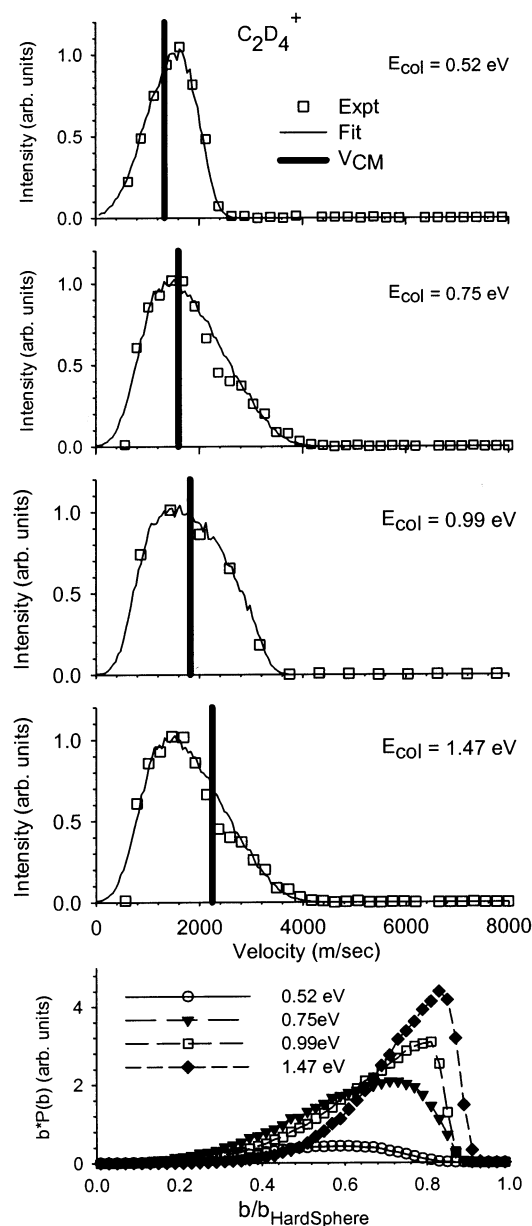 C2D4+
Ecol = 0.52 eV
Expt
Fit
VCM
Intensity (arb. units)
1.0
0.5
0.0
Ecol = 0.75 eV
Intensity (arb. units)
1.0
0.5
0.0
Ecol = 0.99 eV
Intensity (arb. units)
1.0
0.5
0.0
Ecol = 1.47 eV
Intensity (arb. units)
1.0
0.5
0.0
0 2000 4000 6000 8000
Velocity (m/sec)
b*P(b) (arb. units)
4
2
0
0.52 eV
0.75eV
0.99eV
1.47 eV
0.0 0.2 0.4 0.6 0.8 1.0
b/bHardSphere